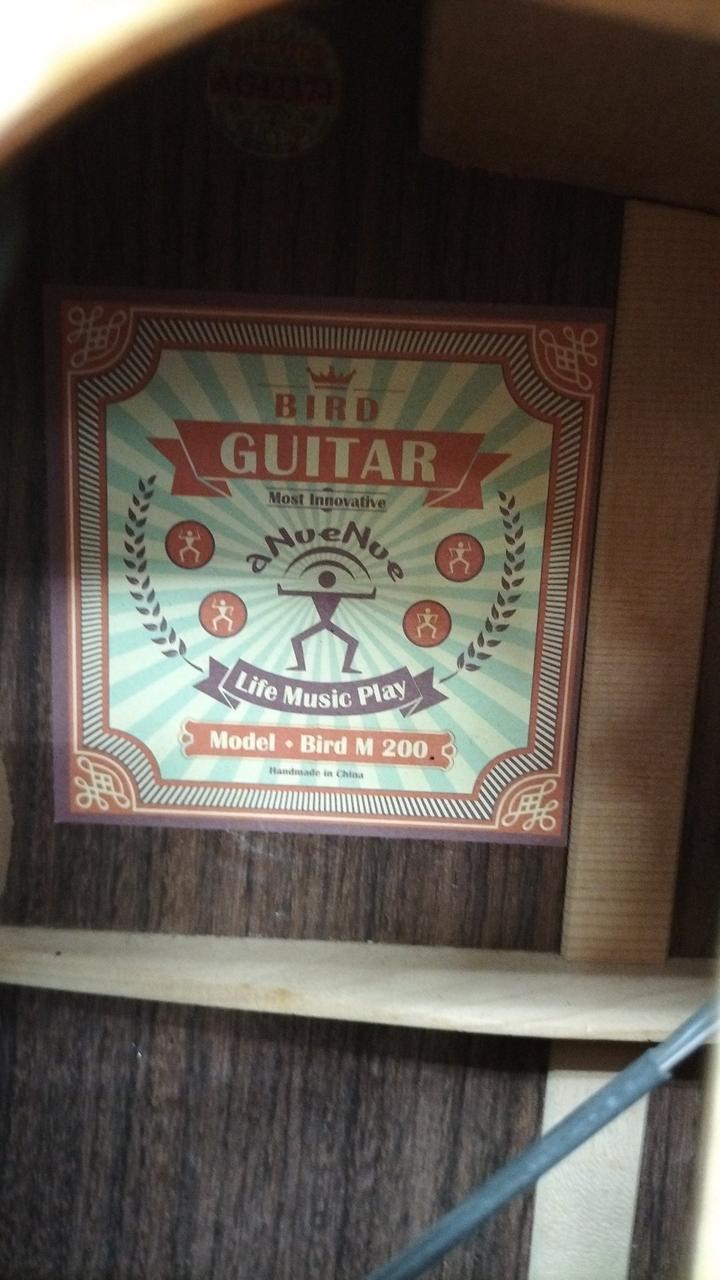 BIRD
GUITAR
Most Innovative
aNueNue
Life Music Play
Model • Bird M 200
Handmade in China